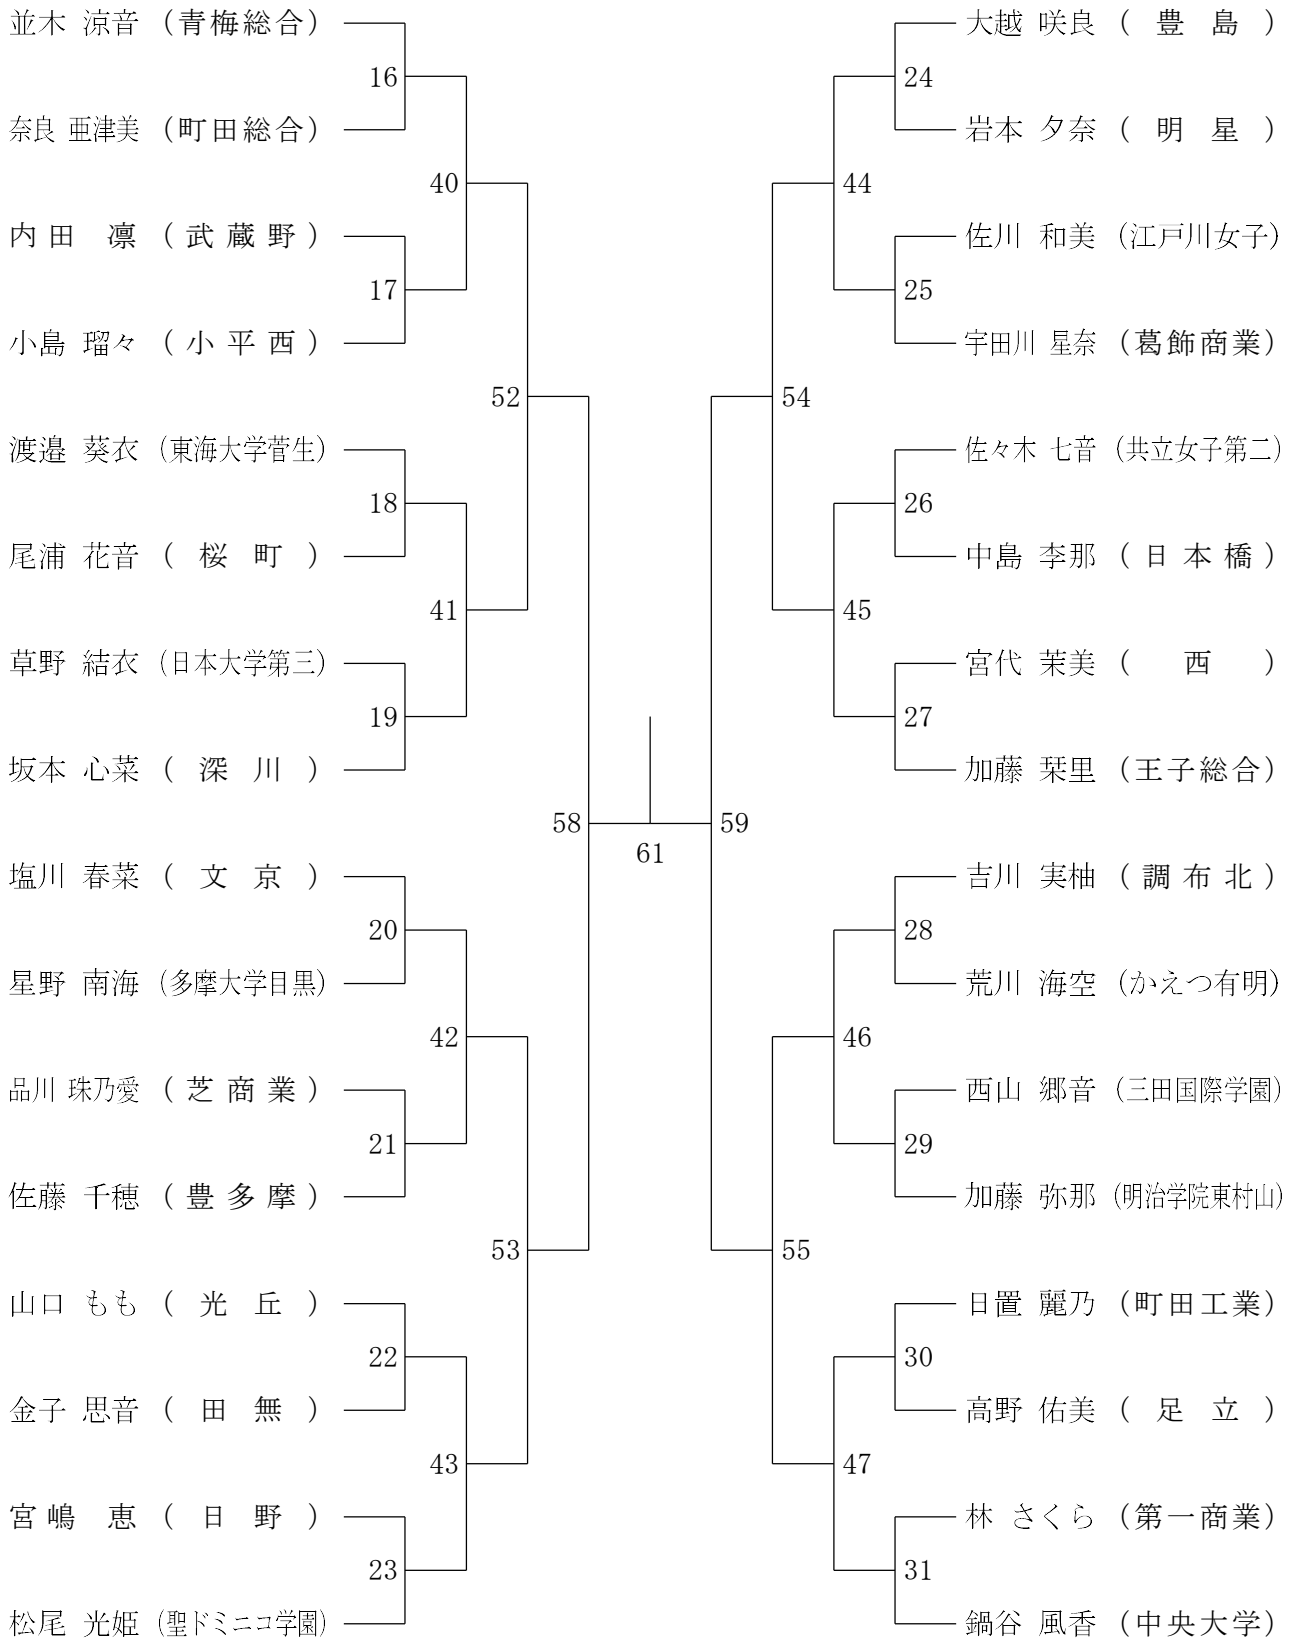 並木 涼音 (青梅総合)
16
奈良 亜津美 (町田総合)
40
内田 凛 (武蔵野)
17
小島 瑠々 (小平西)
52
渡邉 葵衣 (東海大学菅生)
18
尾浦 花音 (桜町)
41
草野 結衣 (日本大学第三)
19
坂本 心菜 (深川)
58
塩川 春菜 (文京)
20
星野 南海 (多摩大学目黒)
42
品川 珠乃愛 (芝商業)
21
佐藤 千穂 (豊多摩)
53
山口 もも (光丘)
22
金子 思音 (田無)
43
宮嶋 恵 (日野)
23
松尾 光姫 (聖ドミニコ学園)
61
大越 咲良 (豊島)
24
岩本 夕奈 (明星)
44
佐川 和美 (江戸川女子)
25
宇田川 星奈 (葛飾商業)
54
佐々木 七音 (共立女子第二)
26
中島 李那 (日本橋)
45
宮代 茉美 (西)
27
加藤 栞里 (王子総合)
59
吉川 実柚 (調布北)
28
荒川 海空 (かえつ有明)
46
西山 郷音 (三田国際学園)
29
加藤 弥那 (明治学院東村山)
55
日置 麗乃 (町田工業)
30
高野 佑美 (足立)
47
林 さくら (第一商業)
31
鍋谷 風香 (中央大学)